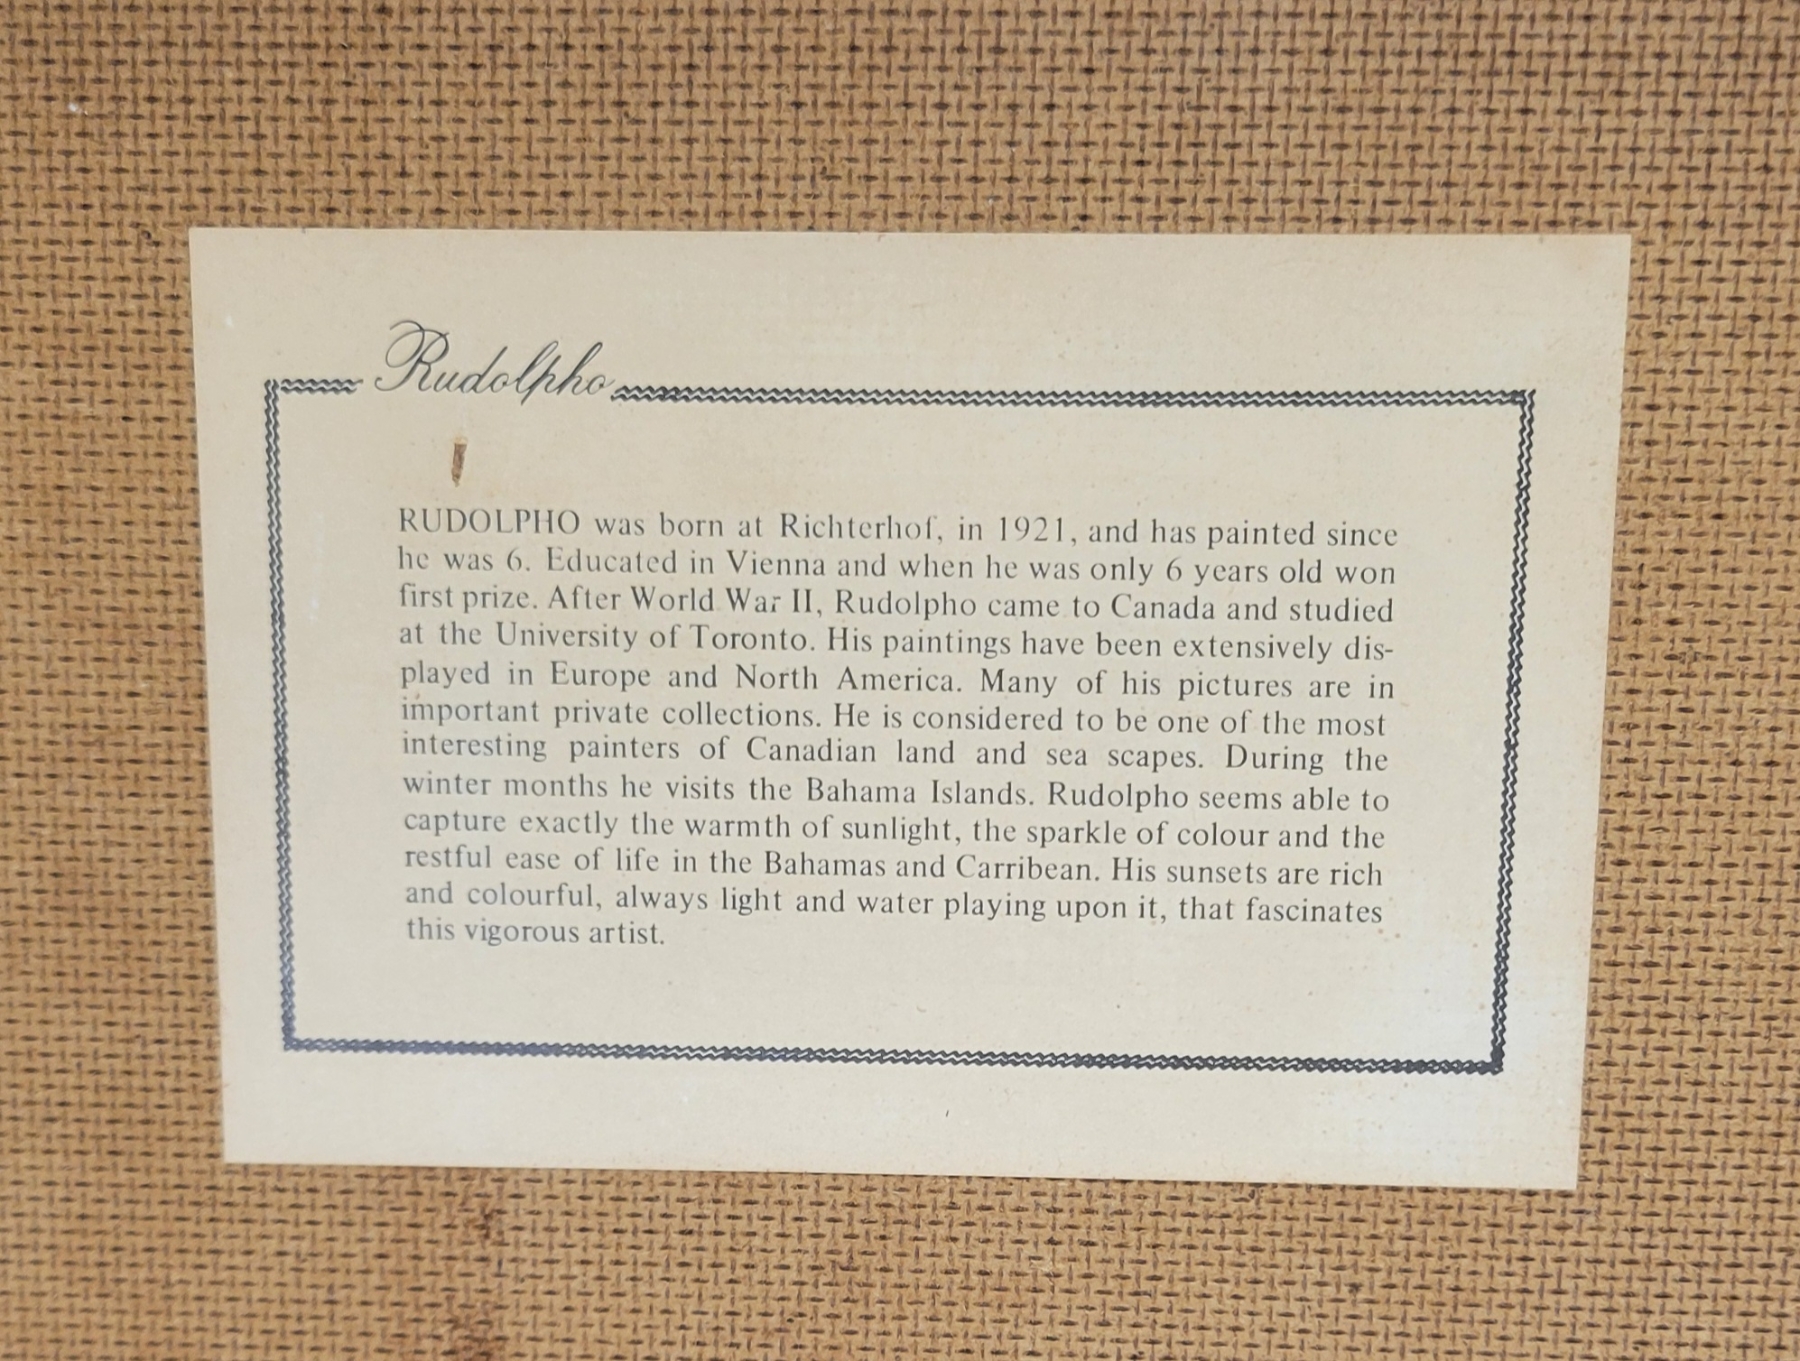 Rudolpho
RUDOLPHO was born at Richterhof, in 1921, and has painted since
he was 6. Educated in Vienna and when he was only 6 years old won
first prize. After World War II, Rudolpho came to Canada and studied
at the University of Toronto. His paintings have been extensively dis-
played in Europe and North America. Many of his pictures are in
important private collections. He is considered to be one of the most
interesting painters of Canadian land and sea scapes. During the
winter months he visits the Bahama Islands. Rudolpho seems able to
capture exactly the warmth of sunlight, the sparkle of colour and the
restful ease of life in the Bahamas and Carribean. His sunsets are rich
and colourful, always light and water playing upon it, that fascinates
this vigorous artist.